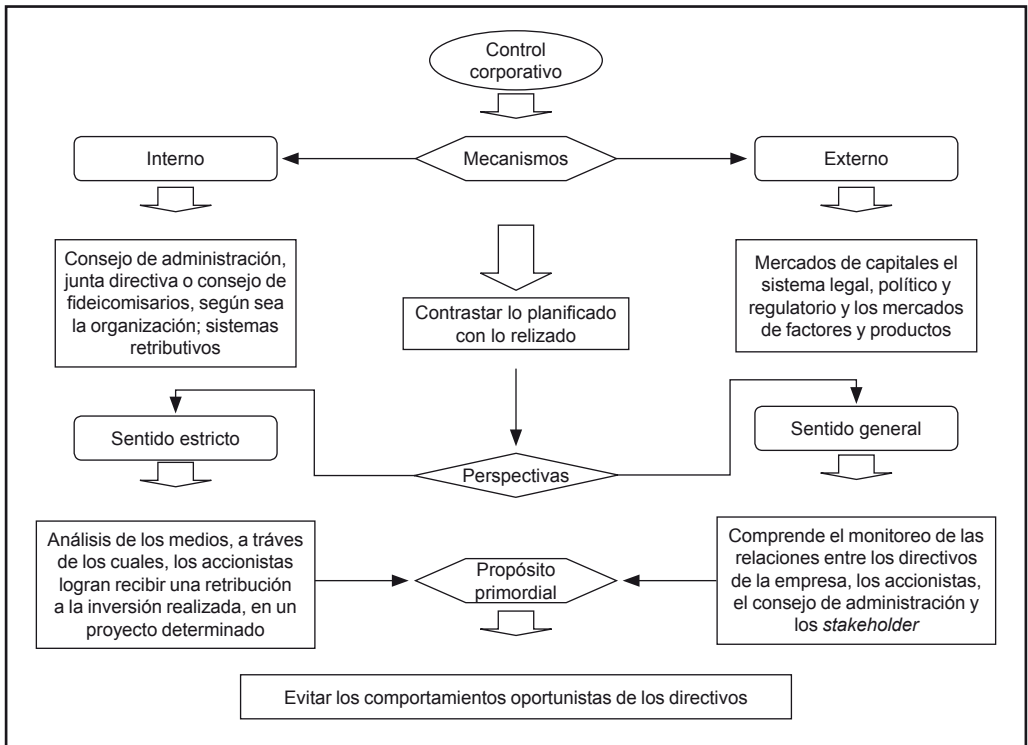 Control
corporativo
Interno
Mecanismos
Externo
Consejo de administración,
junta directiva o consejo de
fideicomisarios, según sea
la organización; sistemas
retributivos
Contrastar lo planificado
con lo relizado
Mercados de capitales el
sistema legal, político y
regulatorio y los mercados
de factores y productos
Sentido estricto
Perspectivas
Sentido general
Análisis de los medios, a tráves
de los cuales, los accionistas
logran recibir una retribución
a la inversión realizada, en un
proyecto determinado
Propósito
primordial
Comprende el monitoreo de las
relaciones entre los directivos
de la empresa, los accionistas,
el consejo de administración y
los stakeholder
Evitar los comportamientos oportunistas de los directivos